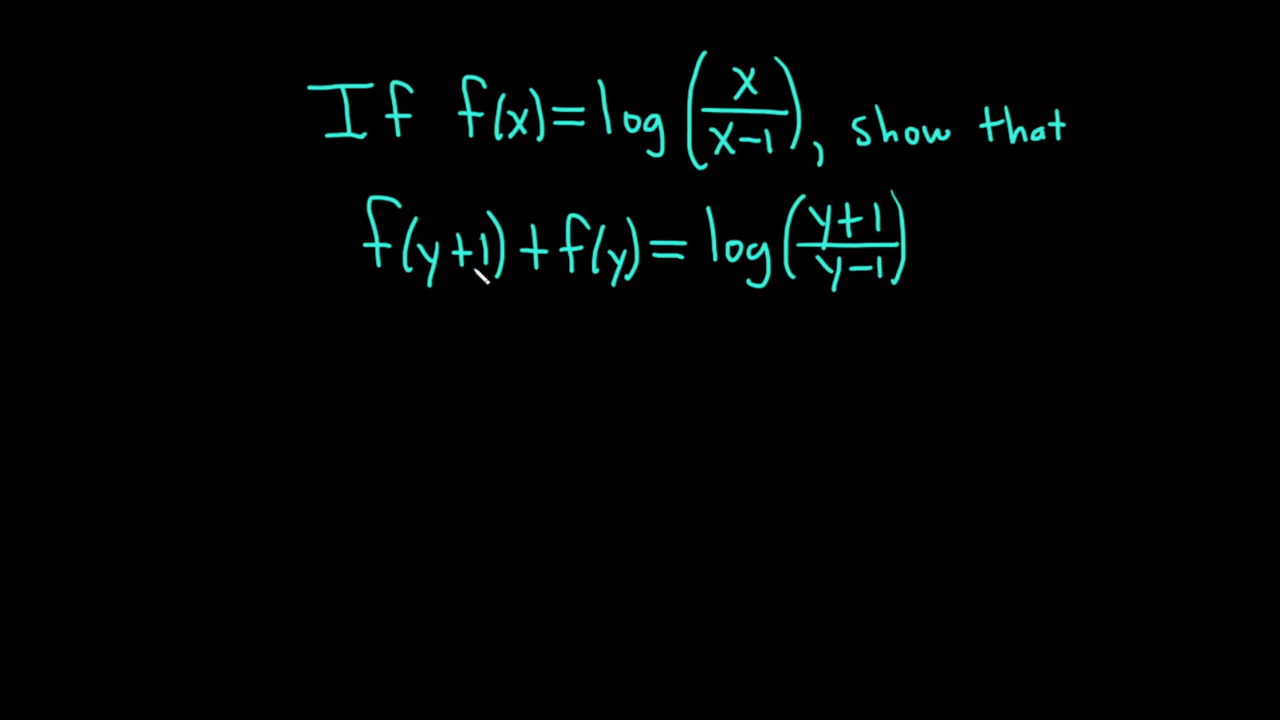 If f(x)=log(x/(x-1)), show that
f(y+1)+f(y)=log((y+1)/(y-1))